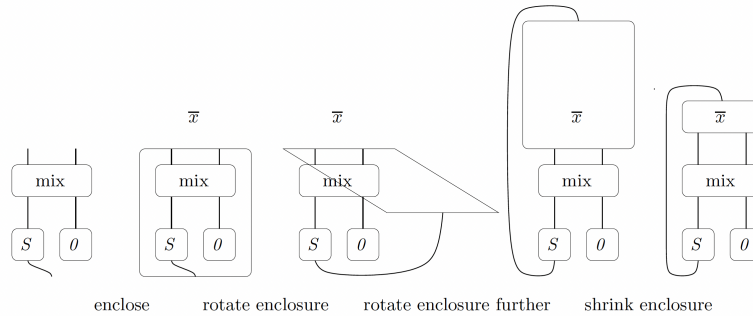 x̅ x̅ x̅ x̅
mix mix mix mix mix
S 0 S 0 S 0 S 0 S 0
enclose rotate enclosure rotate enclosure further shrink enclosure